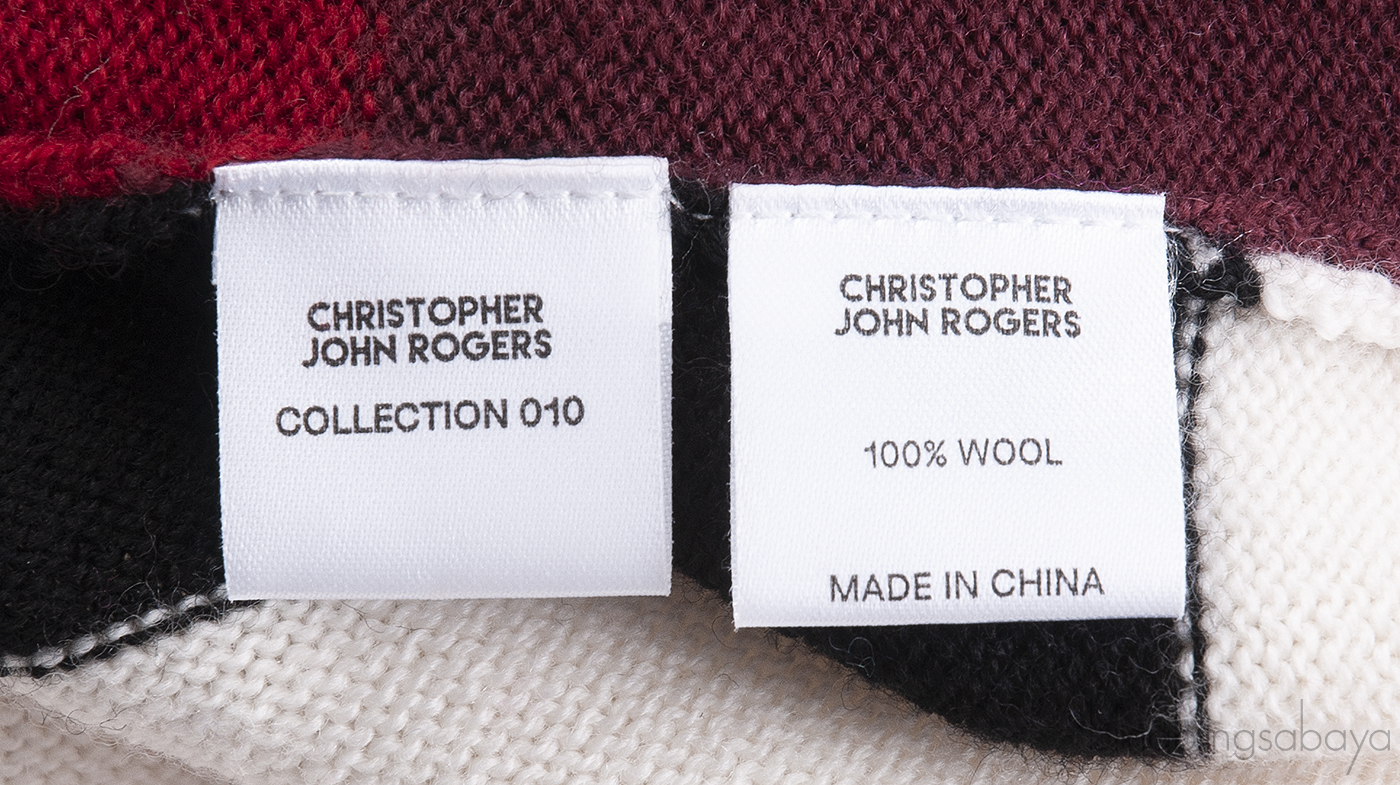 CHRISTOPHER
JOHN ROGERS
COLLECTION 010
CHRISTOPHER
JOHN ROGERS
100% WOOL
MADE IN CHINA